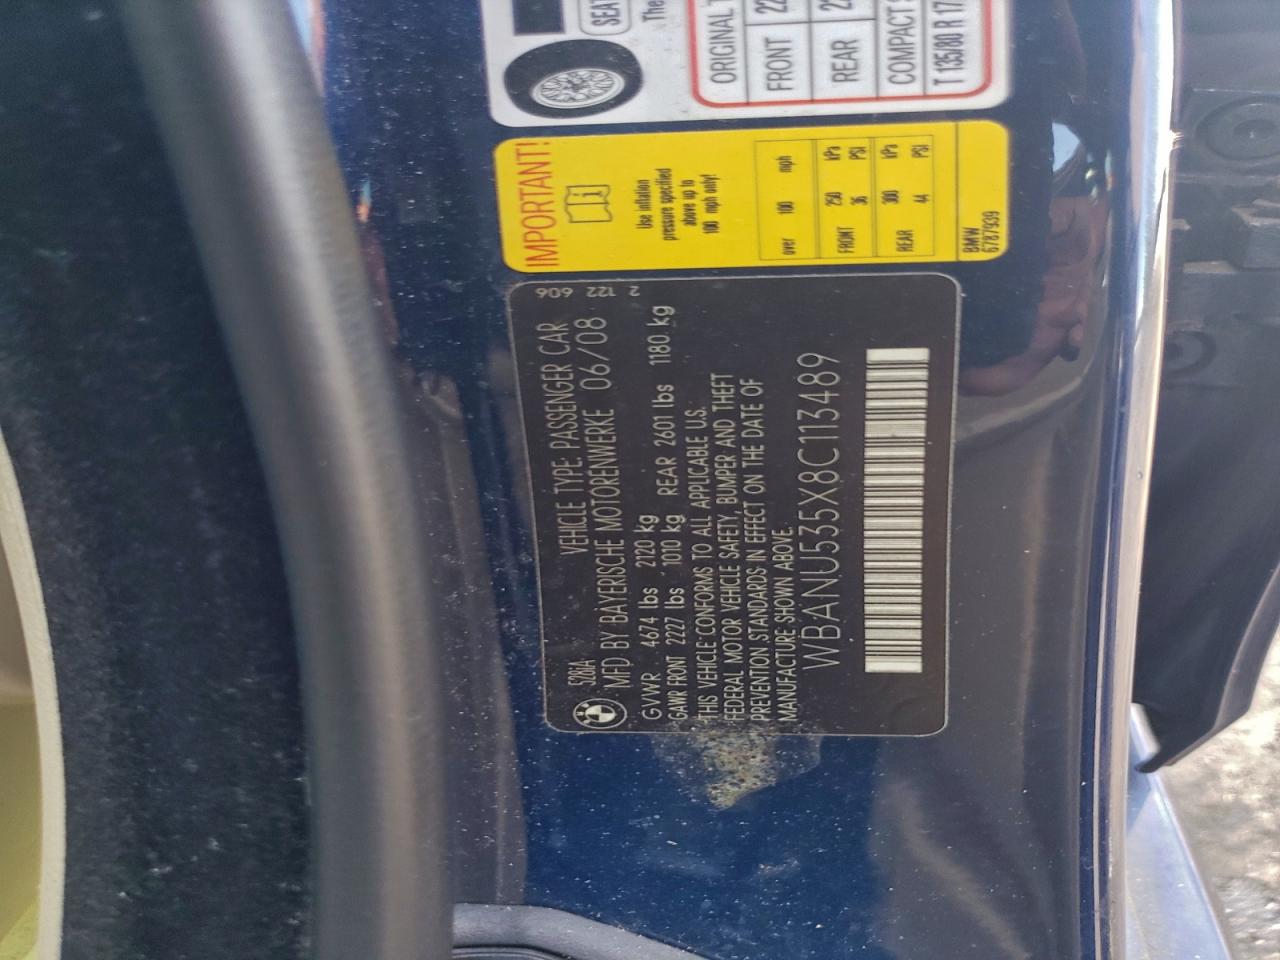 SEAT
The
ORIGINAL T
FRONT 22
REAR 22
COMPACT S
T 135/80 R 17
IMPORTANT!
Use inflation
pressure specified
above up to
100 mph only!
over 100 mph
FRONT 250 kPa
36 PSI
REAR 300 kPa
44 PSI
BMW
6787939
2 122 606
528iA VEHICLE TYPE: PASSENGER CAR
MFD BY BAYERISCHE MOTORENWERKE 06/08
GVWR 4674 lbs 2120 kg
GAWR FRONT 2227 lbs 1010 kg REAR 2601 lbs 1180 kg
THIS VEHICLE CONFORMS TO ALL APPLICABLE U.S.
FEDERAL MOTOR VEHICLE SAFETY, BUMPER AND THEFT
PREVENTION STANDARDS IN EFFECT ON THE DATE OF
MANUFACTURE SHOWN ABOVE.
WBANU535X8C113489